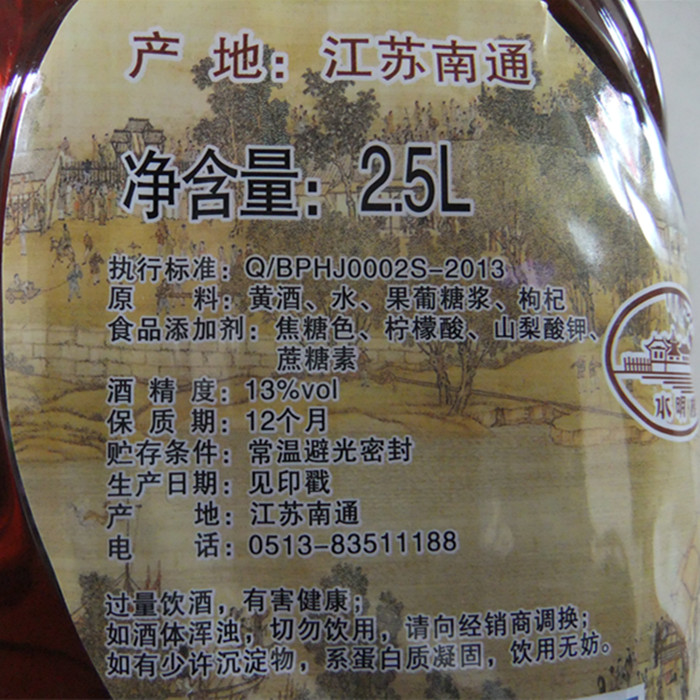 产 地：江苏南通
净含量：2.5L
执行标准：Q/BPHJ0002S-2013
原 料：黄酒、水、果葡糖浆、枸杞
食品添加剂：焦糖色、柠檬酸、山梨酸钾、
蔗糖素
酒 精 度：13%vol
保 质 期：12个月
贮存条件：常温避光密封
生产日期：见印戳
产 地：江苏南通
电 话：0513-83511188
水明
过量饮酒，有害健康；
如酒体浑浊，切勿饮用，请向经销商调换；
如有少许沉淀物，系蛋白质凝固，饮用无妨。